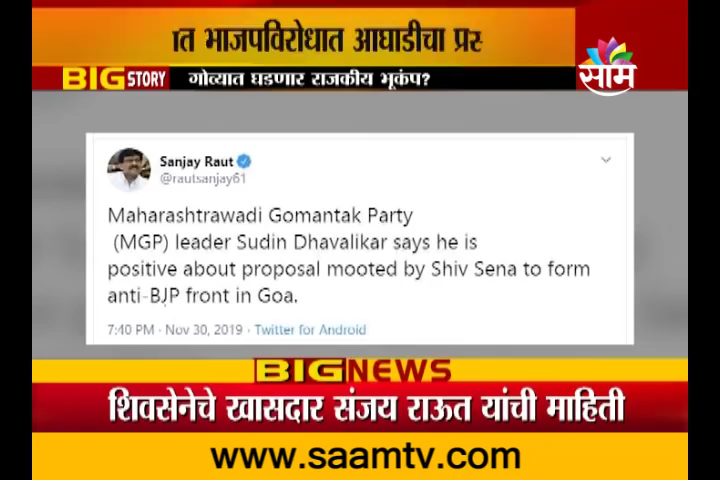 भाजपविरोधात आघाडीचा
BIG STORY
गोव्यात घडणार राजकीय भूकंप?
साम
Sanjay Raut
@rautsanjay61
Maharashtrawadi Gomantak Party
(MGP) leader Sudin Dhavalikar says he is
positive about proposal mooted by Shiv Sena to form
anti-BJP front in Goa.
7:40 PM · Nov 30, 2019 · Twitter for Android
BIG NEWS
शिवसेनेचे खासदार संजय राऊत यांची माहिती
www.saamtv.com